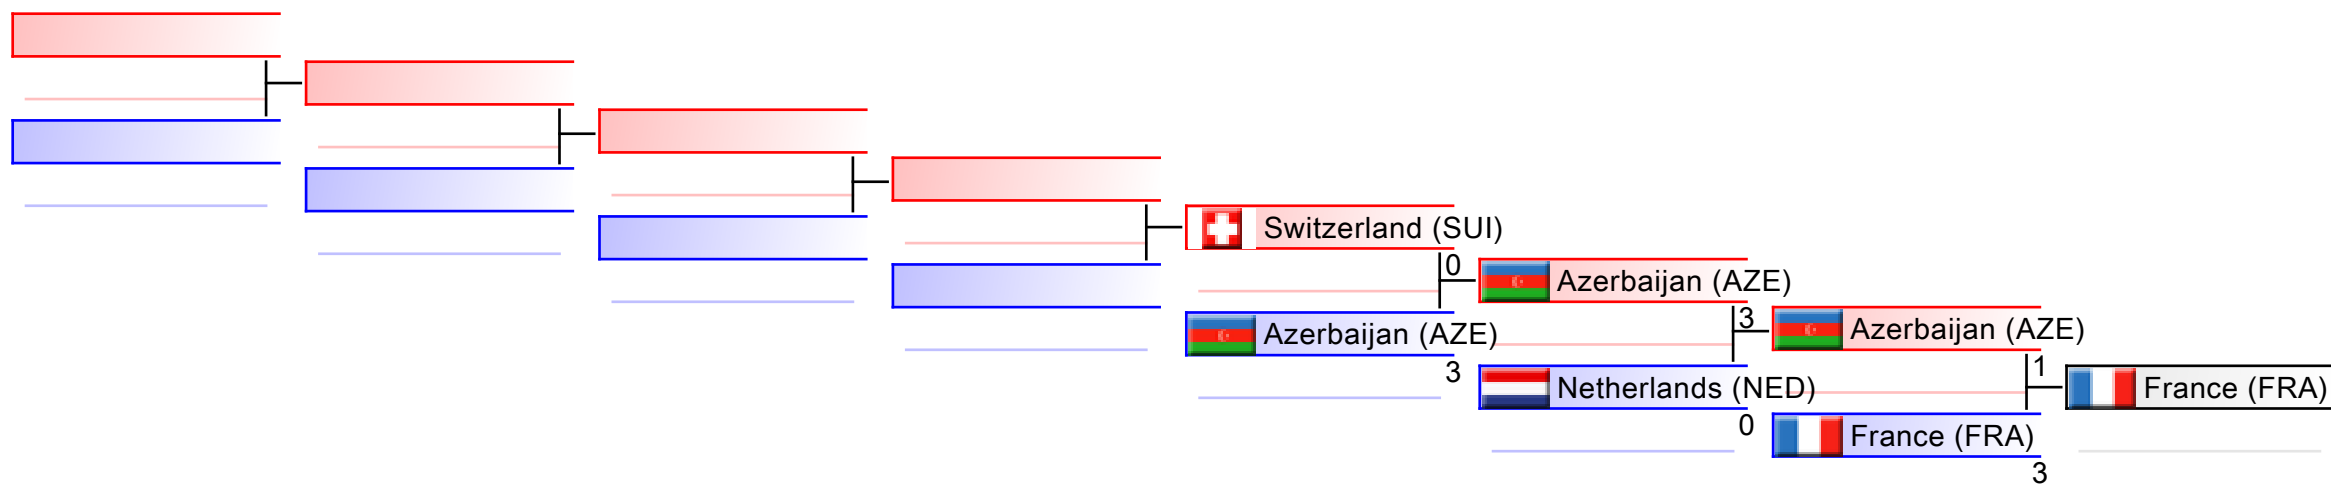 Switzerland (SUI)
0
Azerbaijan (AZE)
3
Azerbaijan (AZE)
3
Netherlands (NED)
0
Azerbaijan (AZE)
1
France (FRA)
3
France (FRA)